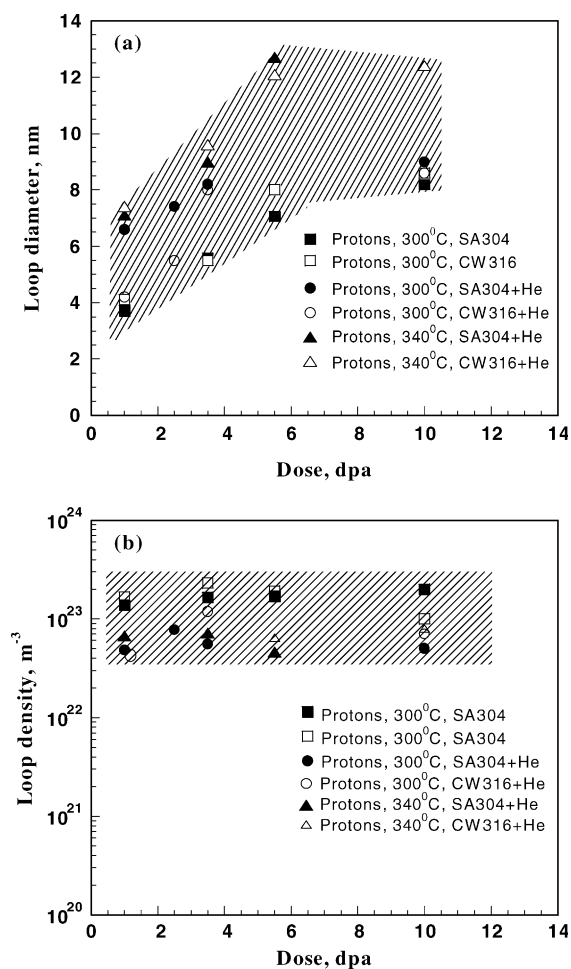 (a)
14
12
10
8
6
4
2
0
Loop diameter, nm
Protons, 300⁰C, SA304
Protons, 300⁰C, CW316
Protons, 300⁰C, SA304+He
Protons, 300⁰C, CW316+He
Protons, 340⁰C, SA304+He
Protons, 340⁰C, CW316+He
0 2 4 6 8 10 12 14
Dose, dpa
(b)
10²⁴
10²³
10²²
10²¹
10²⁰
Loop density, m⁻³
Protons, 300⁰C, SA304
Protons, 300⁰C, SA304
Protons, 300⁰C, SA304+He
Protons, 300⁰C, CW316+He
Protons, 340⁰C, SA304+He
Protons, 340⁰C, CW316+He
0 2 4 6 8 10 12 14
Dose, dpa